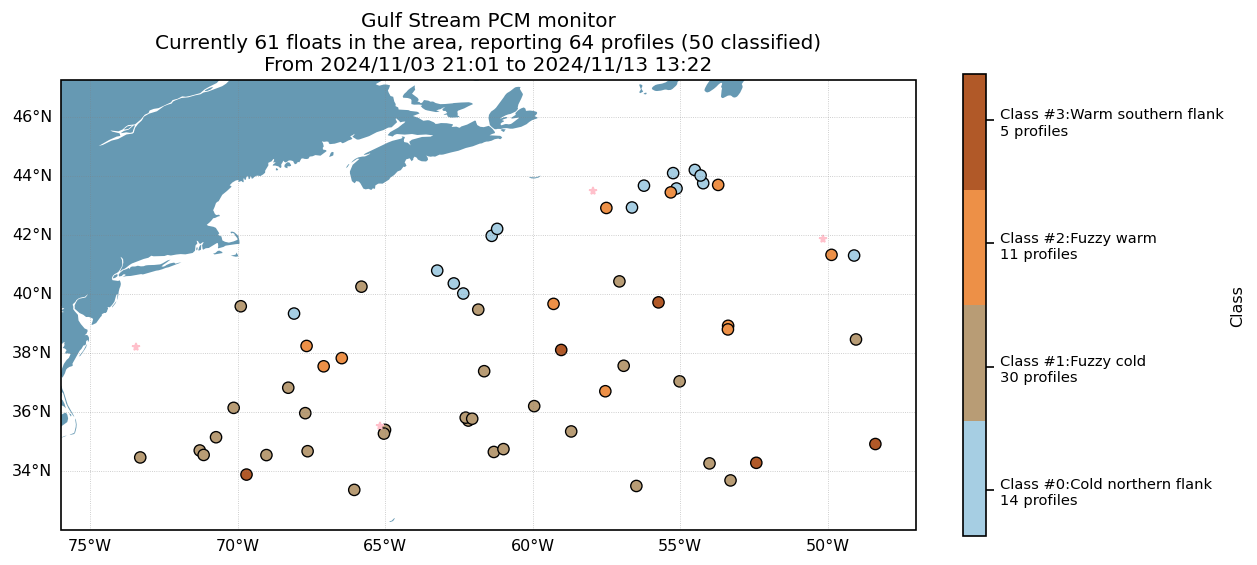 Gulf Stream PCM monitor
Currently 61 floats in the area, reporting 64 profiles (50 classified)
From 2024/11/03 21:01 to 2024/11/13 13:22
46°N
44°N
42°N
40°N
38°N
36°N
34°N
75°W
70°W
65°W
60°W
55°W
50°W
Class #3:Warm southern flank
5 profiles
Class #2:Fuzzy warm
11 profiles
Class #1:Fuzzy cold
30 profiles
Class #0:Cold northern flank
14 profiles
Class